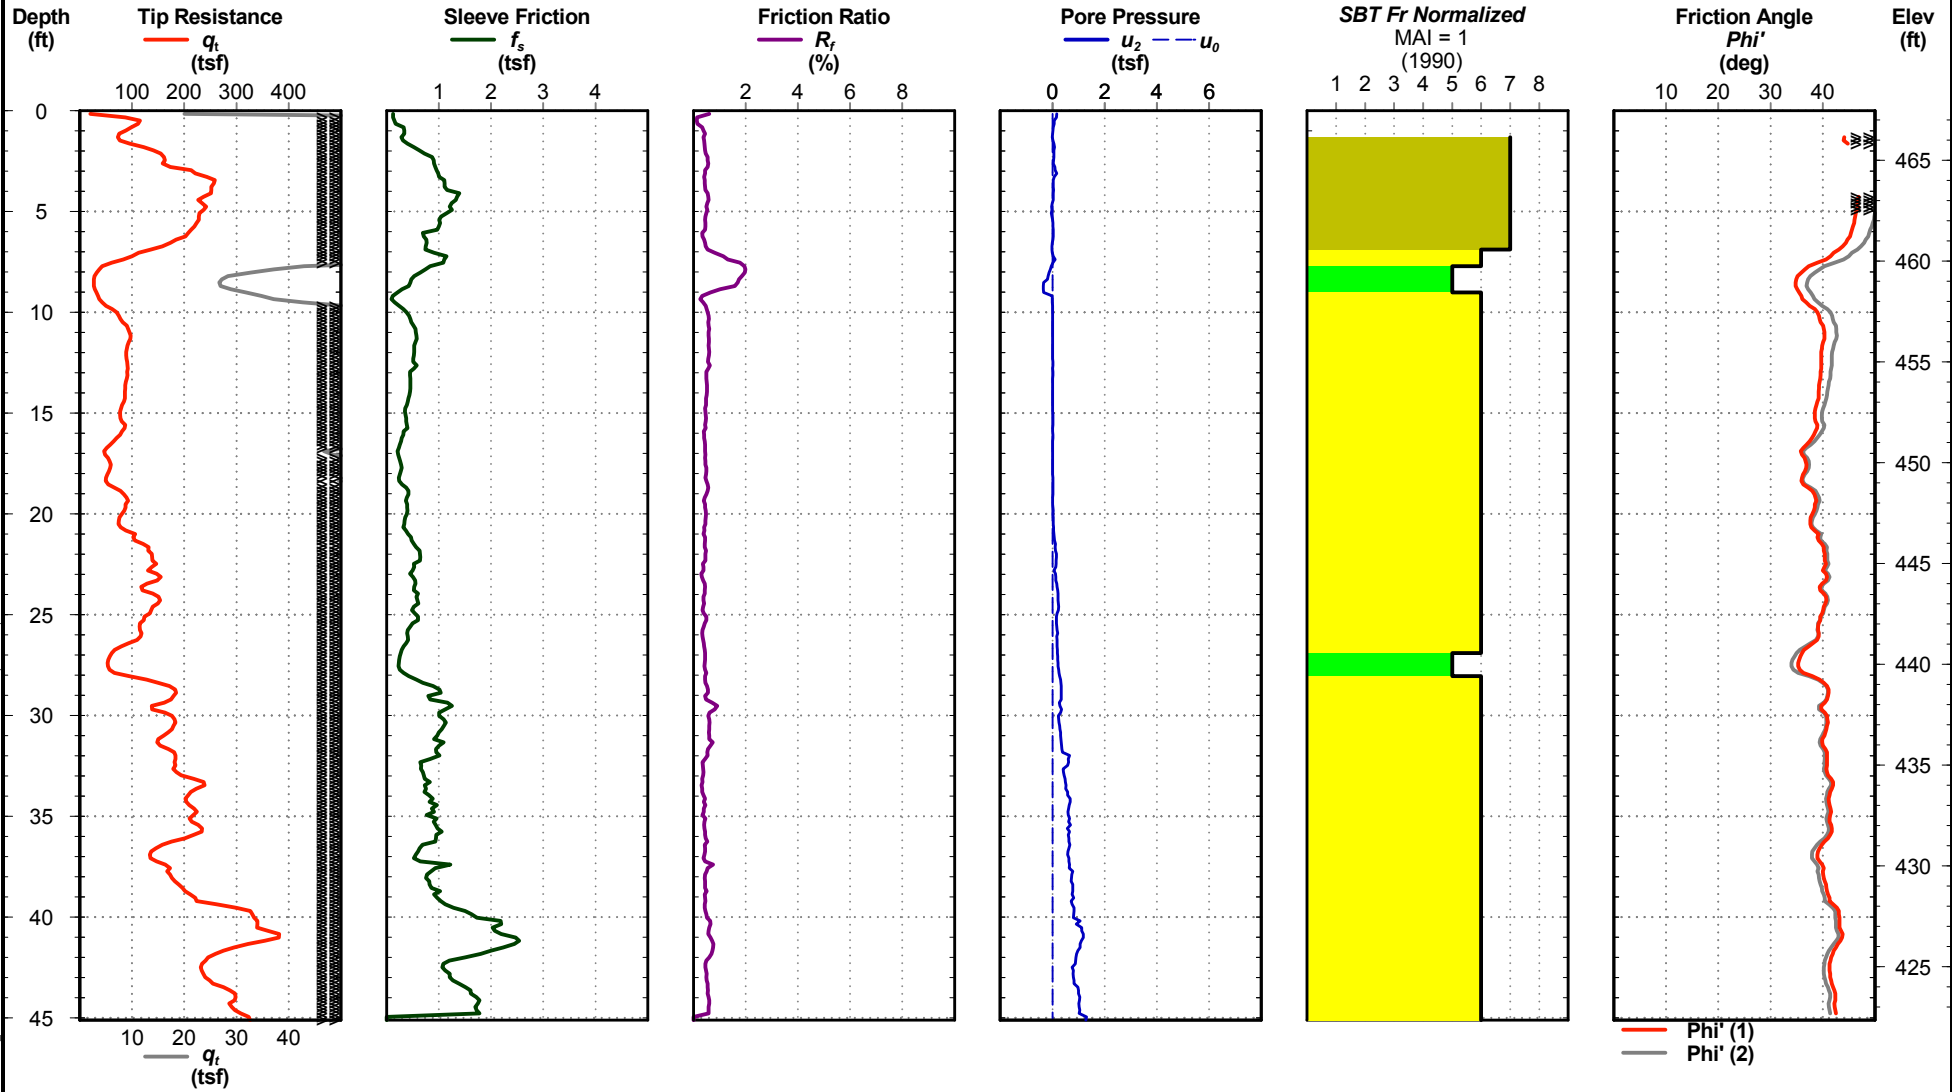 Depth
(ft)
Tip Resistance
qt
(tsf)
Sleeve Friction
fs
(tsf)
Friction Ratio
Rf
(%)
Pore Pressure
u2 u0
(tsf)
SBT Fr Normalized
MAI = 1
(1990)
Friction Angle
Phi'
(deg)
Elev
(ft)
100 200 300 400
1 2 3 4
2 4 6 8
0 2 4 6
1 2 3 4 5 6 7 8
10 20 30 40
0
465
5
460
10
455
15
450
20
445
25
440
30
435
35
430
40
425
45
10 20 30 40
qt
(tsf)
Phi' (1)
Phi' (2)